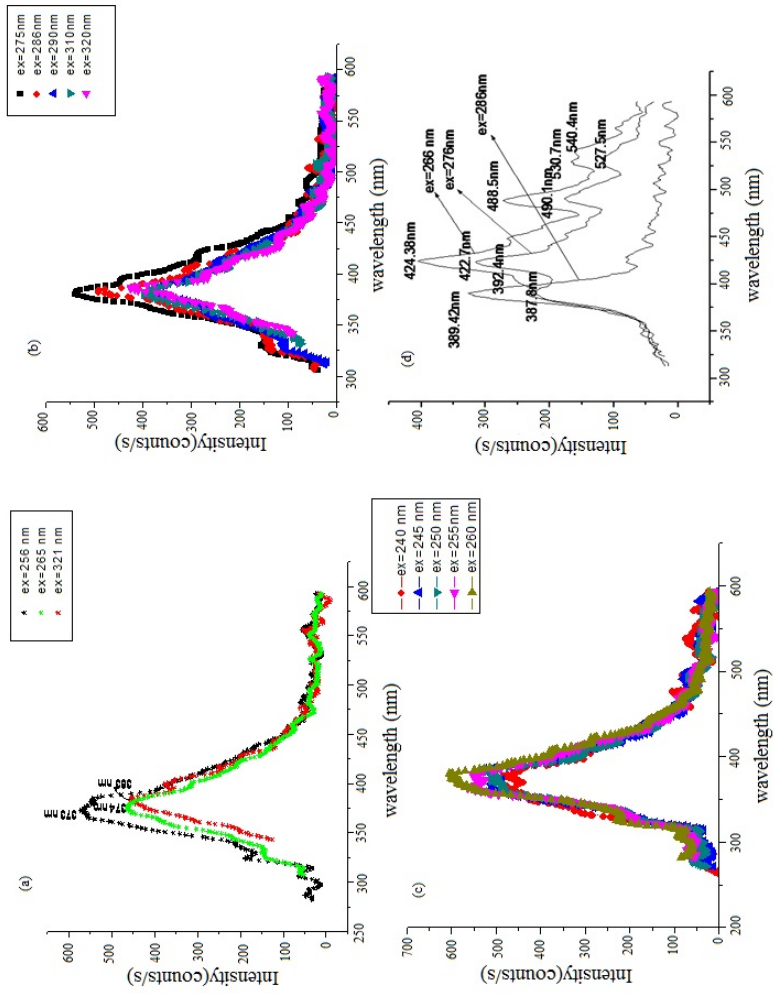 (a)
ex=256 nm
ex=265 nm
ex=321 nm
373 nm
374 nm
383 nm
600
500
400
300
200
100
0
Intensity(counts/s)
250
300
350
400
450
500
550
600
wavelength (nm)
(b)
ex=275nm
ex=286nm
ex=290nm
ex=310nm
ex=320nm
600
500
400
300
200
100
0
Intensity(counts/s)
300
350
400
450
500
550
600
wavelength (nm)
(c)
ex=240 nm
ex=245 nm
ex=250 nm
ex=255nm
ex=260 nm
700
600
500
400
300
200
100
0
Intensity(counts/s)
200
300
400
500
600
wavelength (nm)
(d)
424.38nm
ex=266 nm
ex=276nm
ex=286nm
389.42nm
422.7nm
392.4nm
387.8nm
488.5nm
490.1nm
530.7nm
540.4nm
527.5nm
400
300
200
100
0
Intensity(counts/s)
300
350
400
450
500
550
600
wavelength (nm)